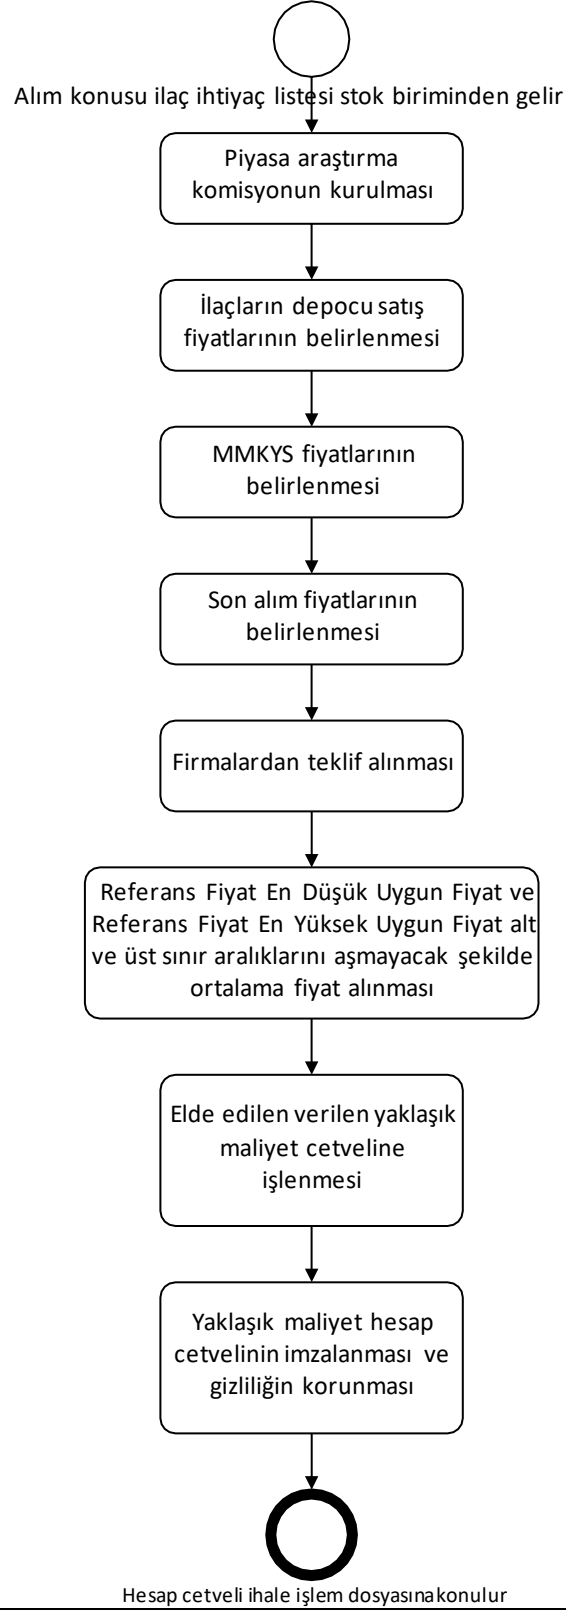 Alım konusu ilaç ihtiyaç listesi stok biriminden gelir
Piyasa araştırma
komisyonun kurulması
İlaçların depocu satış
fiyatlarının belirlenmesi
MMKYS fiyatlarının
belirlenmesi
Son alım fiyatlarının
belirlenmesi
Firmalardan teklif alınması
Referans Fiyat En Düşük Uygun Fiyat ve
Referans Fiyat En Yüksek Uygun Fiyat alt
ve üst sınır aralıklarını aşmayacak şekilde
ortalama fiyat alınması
Elde edilen verilen yaklaşık
maliyet cetveline
işlenmesi
Yaklaşık maliyet hesap
cetvelinin imzalanması ve
gizliliğin korunması
Hesap cetveli ihale işlem dosyasınakonulur